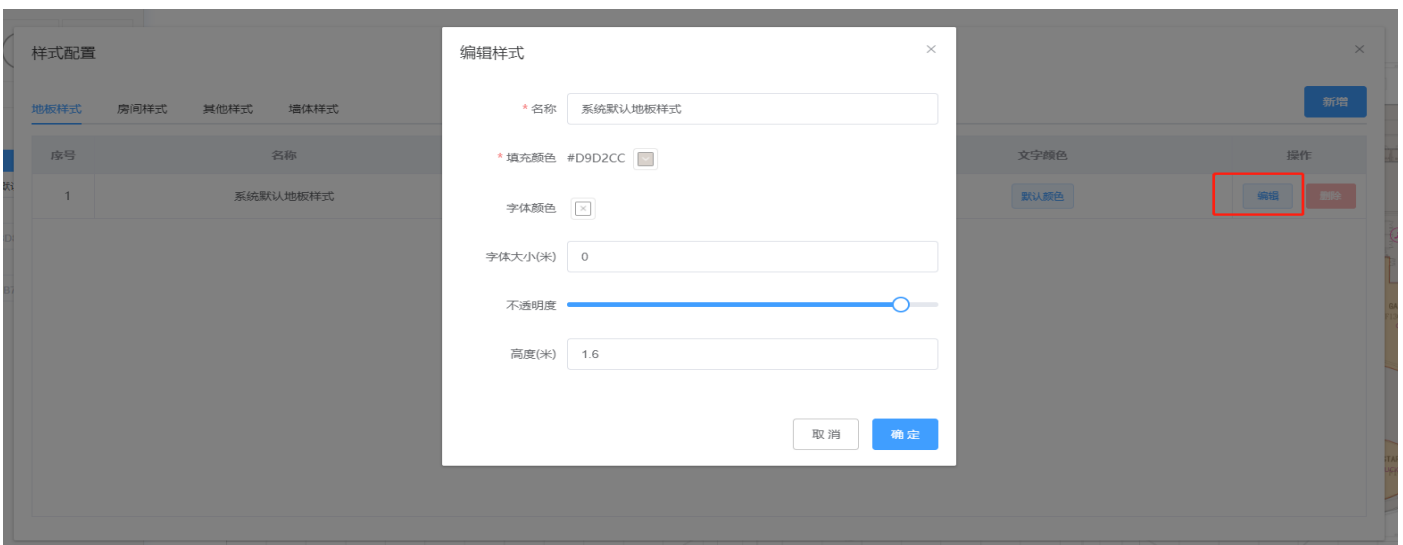 样式配置
编辑样式
地板样式 房间样式 其他样式 墙体样式
新增
* 名称 系统默认地板样式
序号 名称 文字颜色 操作
* 填充颜色 #D9D2CC
1 系统默认地板样式 默认颜色 编辑 删除
字体颜色
字体大小(米) 0
不透明度
高度(米) 1.6
取 消 确 定